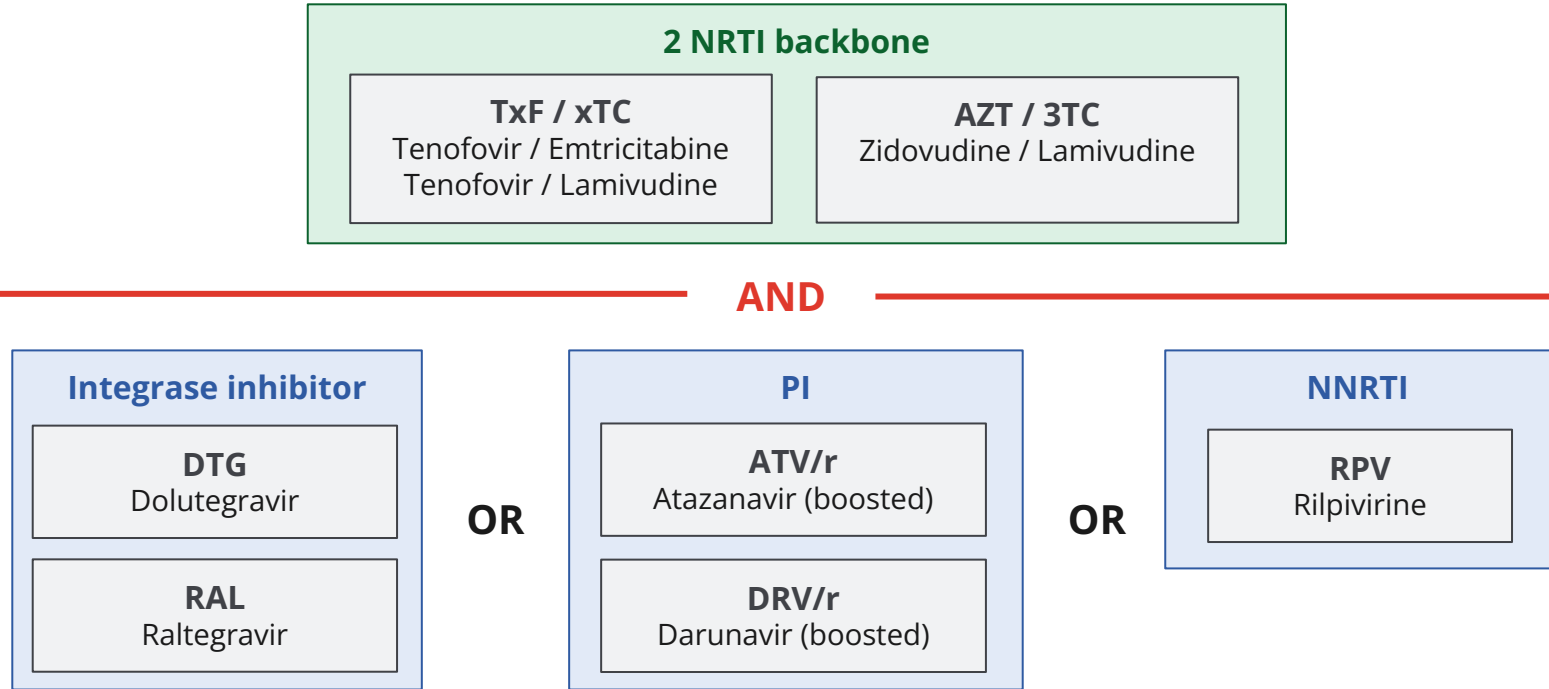 2 NRTI backbone
TxF / xTC
Tenofovir / Emtricitabine
Tenofovir / Lamivudine
AZT / 3TC
Zidovudine / Lamivudine
AND
Integrase inhibitor
DTG
Dolutegravir
RAL
Raltegravir
OR
PI
ATV/r
Atazanavir (boosted)
DRV/r
Darunavir (boosted)
OR
NNRTI
RPV
Rilpivirine